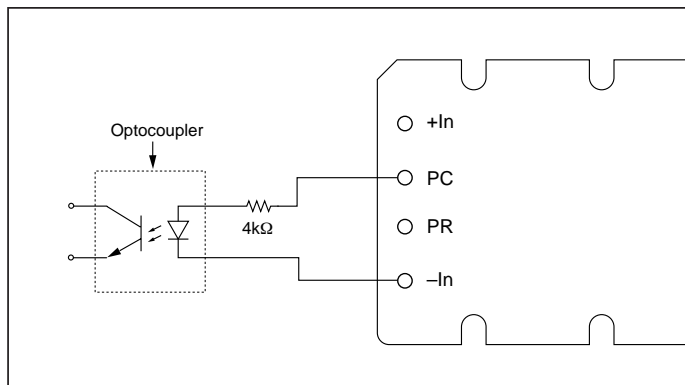 Optocoupler
4kΩ
+In
PC
PR
–In